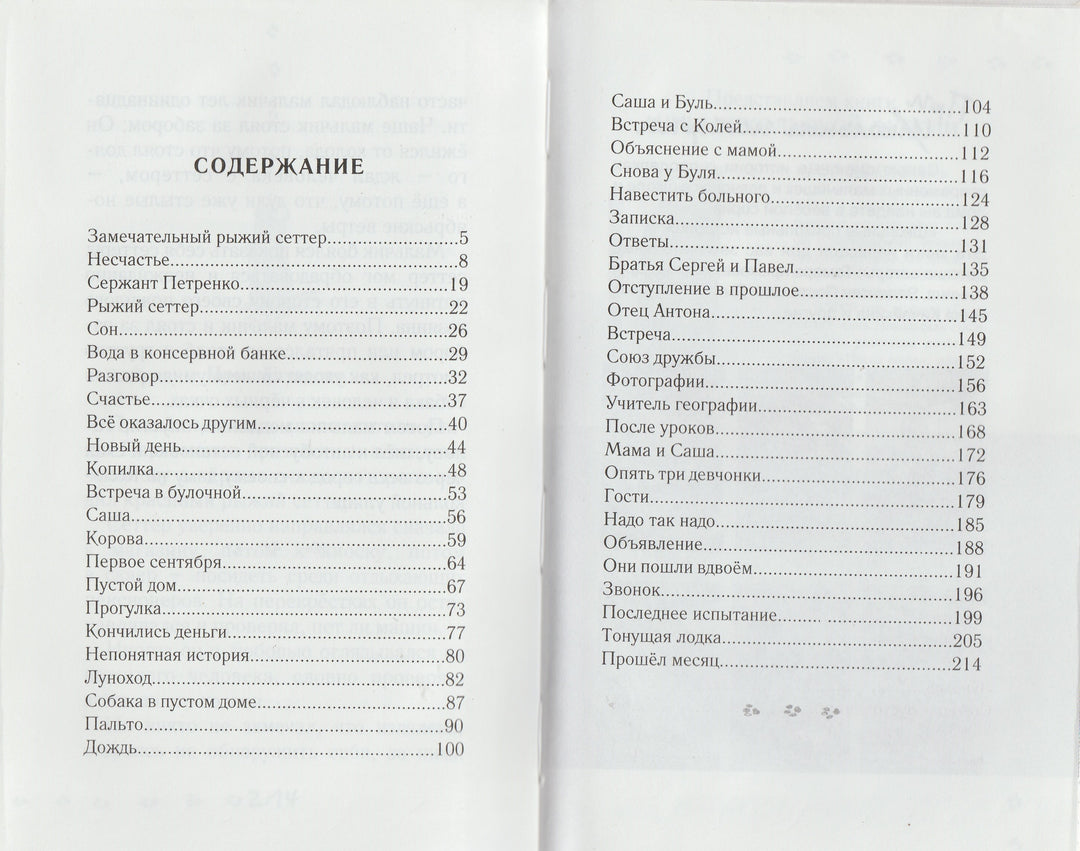 СОДЕРЖАНИЕ
Замечательный рыжий сеттер........................5
Несчастье........................8
Сержант Петренко........................19
Рыжий сеттер........................22
Сон........................26
Вода в консервной банке........................29
Разговор........................32
Счастье........................37
Всё оказалось другим........................40
Новый день........................44
Копилка........................48
Встреча в булочной........................53
Саша........................56
Корова........................59
Первое сентября........................64
Пустой дом........................67
Прогулка........................73
Кончились деньги........................77
Непонятная история........................80
Луноход........................82
Собака в пустом доме........................87
Пальто........................90
Дождь........................100
Саша и Буль........................104
Встреча с Колей........................110
Объяснение с мамой........................112
Снова у Буля........................116
Навестить больного........................124
Записка........................128
Ответы........................131
Братья Сергей и Павел........................135
Отступление в прошлое........................138
Отец Антона........................145
Встреча........................149
Союз дружбы........................152
Фотографии........................156
Учитель географии........................163
После уроков........................168
Мама и Саша........................172
Опять три девчонки........................176
Гости........................179
Надо так надо........................185
Объявление........................188
Они пошли вдвоём........................191
Звонок........................196
Последнее испытание........................199
Тонущая лодка........................205
Прошёл месяц........................214